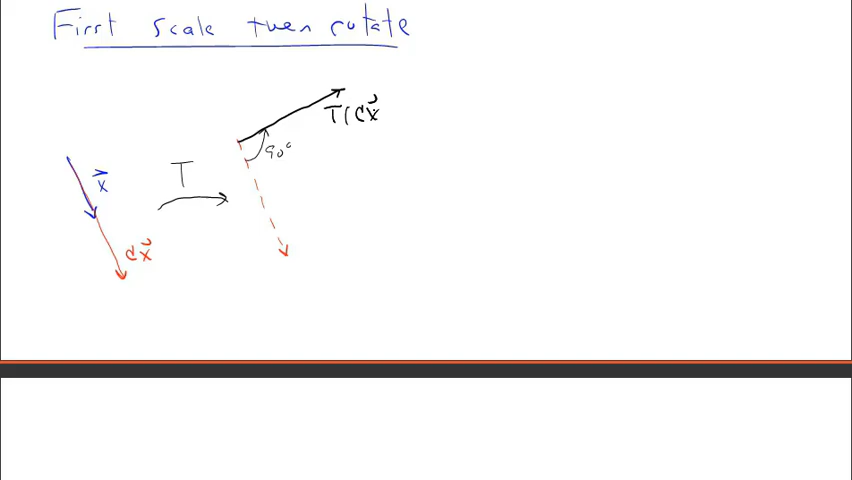 First scale then rotate
T(cx⃗
90°
T
x⃗
cx⃗